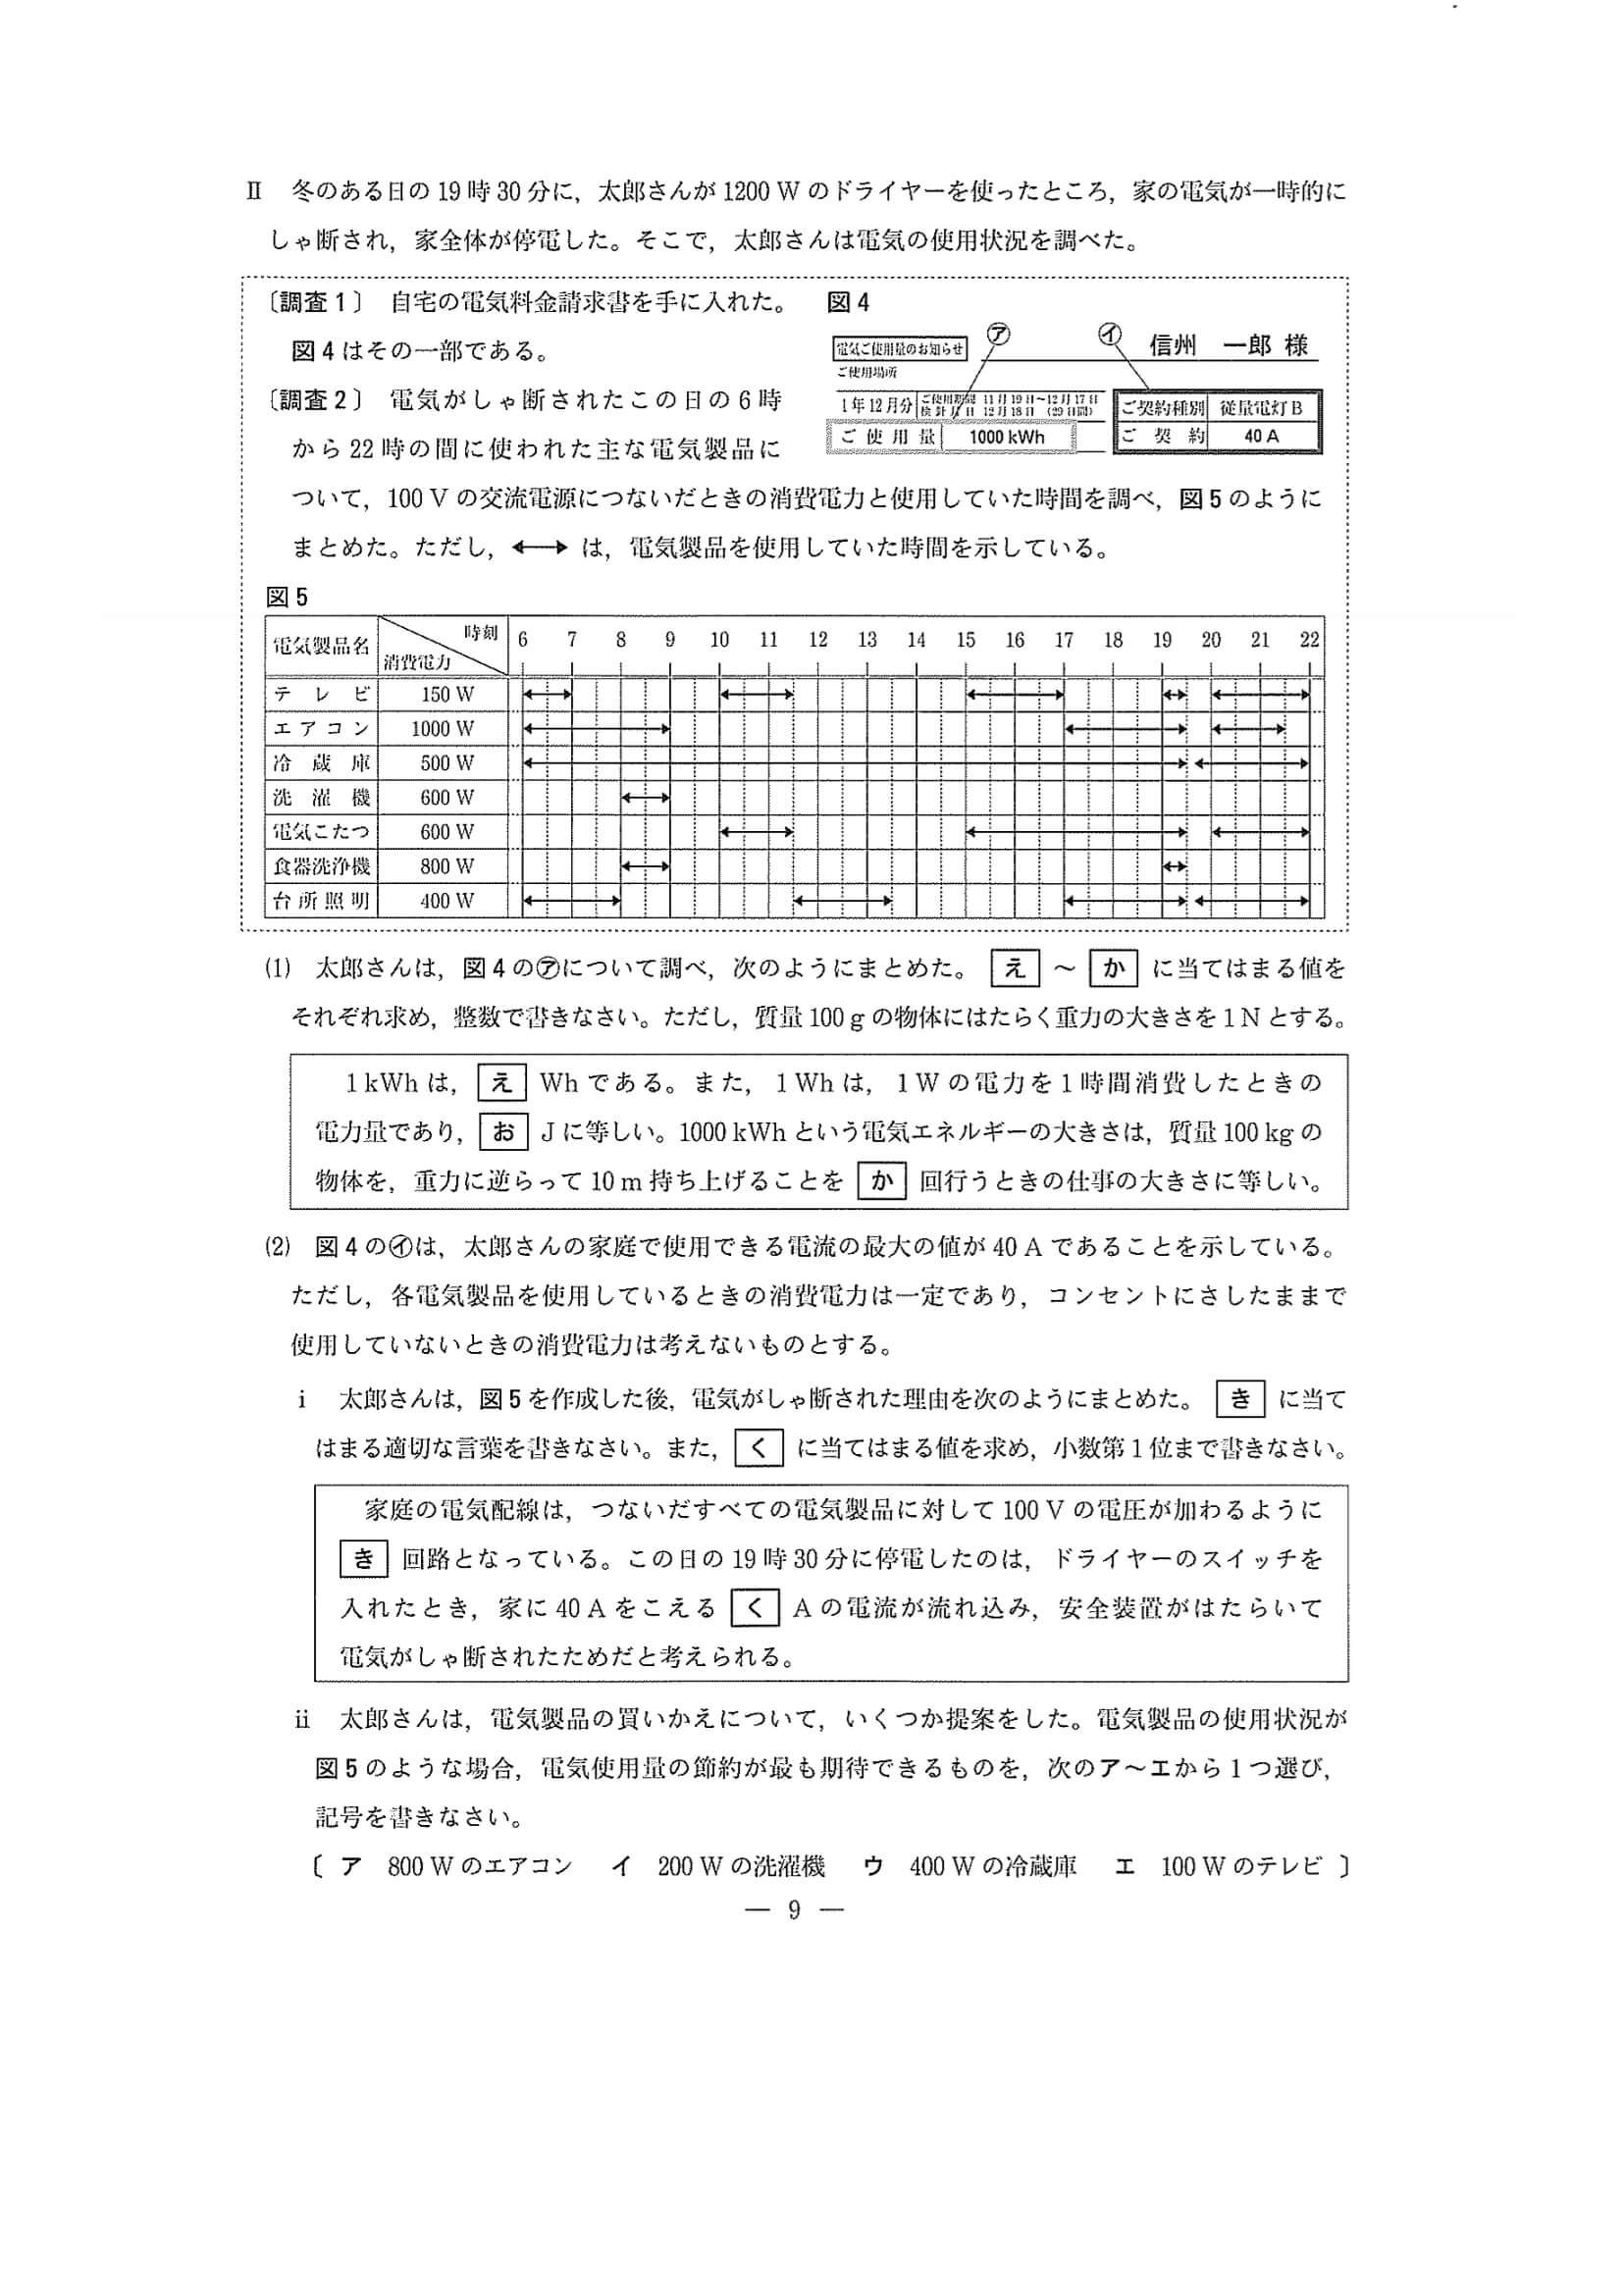 Ⅱ 冬のある日の 19 時 30 分に，太郎さんが 1200 W のドライヤーを使ったところ，家の電気が一時的に
しゃ断され，家全体が停電した。そこで，太郎さんは電気の使用状況を調べた。
〔調査 1〕 自宅の電気料金請求書を手に入れた。
図 4 はその一部である。
〔調査 2〕 電気がしゃ断されたこの日の 6 時
から 22 時の間に使われた主な電気製品に
図 4
㋐ ㋑ 信州 一郎 様
電気ご使用量のお知らせ
ご使用場所
1 年 12 月分 ご使用期間 11 月 19 日～12 月 17 日
検針月日 12 月 18 日 (29 日間)
ご使用量 1000 kWh
ご契約種別 従量電灯 B
ご契約 40 A
ついて，100 V の交流電源につないだときの消費電力と使用していた時間を調べ，図 5 のように
まとめた。ただし，⟷ は，電気製品を使用していた時間を示している。
図 5
電気製品名 時刻 消費電力 6 7 8 9 10 11 12 13 14 15 16 17 18 19 20 21 22
テレビ 150 W
エアコン 1000 W
冷蔵庫 500 W
洗濯機 600 W
電気こたつ 600 W
食器洗浄機 800 W
台所照明 400 W
⑴ 太郎さんは，図 4 の㋐について調べ，次のようにまとめた。 え ～ か に当てはまる値を
それぞれ求め，整数で書きなさい。ただし，質量 100 g の物体にはたらく重力の大きさを 1 N とする。
1 kWh は， え Wh である。また，1 Wh は，1 W の電力を 1 時間消費したときの
電力量であり， お J に等しい。1000 kWh という電気エネルギーの大きさは，質量 100 kg の
物体を，重力に逆らって 10 m 持ち上げることを か 回行うときの仕事の大きさに等しい。
⑵ 図 4 の㋑は，太郎さんの家庭で使用できる電流の最大の値が 40 A であることを示している。
ただし，各電気製品を使用しているときの消費電力は一定であり，コンセントにさしたままで
使用していないときの消費電力は考えないものとする。
ⅰ 太郎さんは，図 5 を作成した後，電気がしゃ断された理由を次のようにまとめた。 き に当て
はまる適切な言葉を書きなさい。また， く に当てはまる値を求め，小数第 1 位まで書きなさい。
家庭の電気配線は，つないだすべての電気製品に対して 100 V の電圧が加わるように
き 回路となっている。この日の 19 時 30 分に停電したのは，ドライヤーのスイッチを
入れたとき，家に 40 A をこえる く A の電流が流れ込み，安全装置がはたらいて
電気がしゃ断されたためだと考えられる。
ⅱ 太郎さんは，電気製品の買いかえについて，いくつか提案をした。電気製品の使用状況が
図 5 のような場合，電気使用量の節約が最も期待できるものを，次のア～エから 1 つ選び，
記号を書きなさい。
〔 ア 800 W のエアコン イ 200 W の洗濯機 ウ 400 W の冷蔵庫 エ 100 W のテレビ 〕
— 9 —